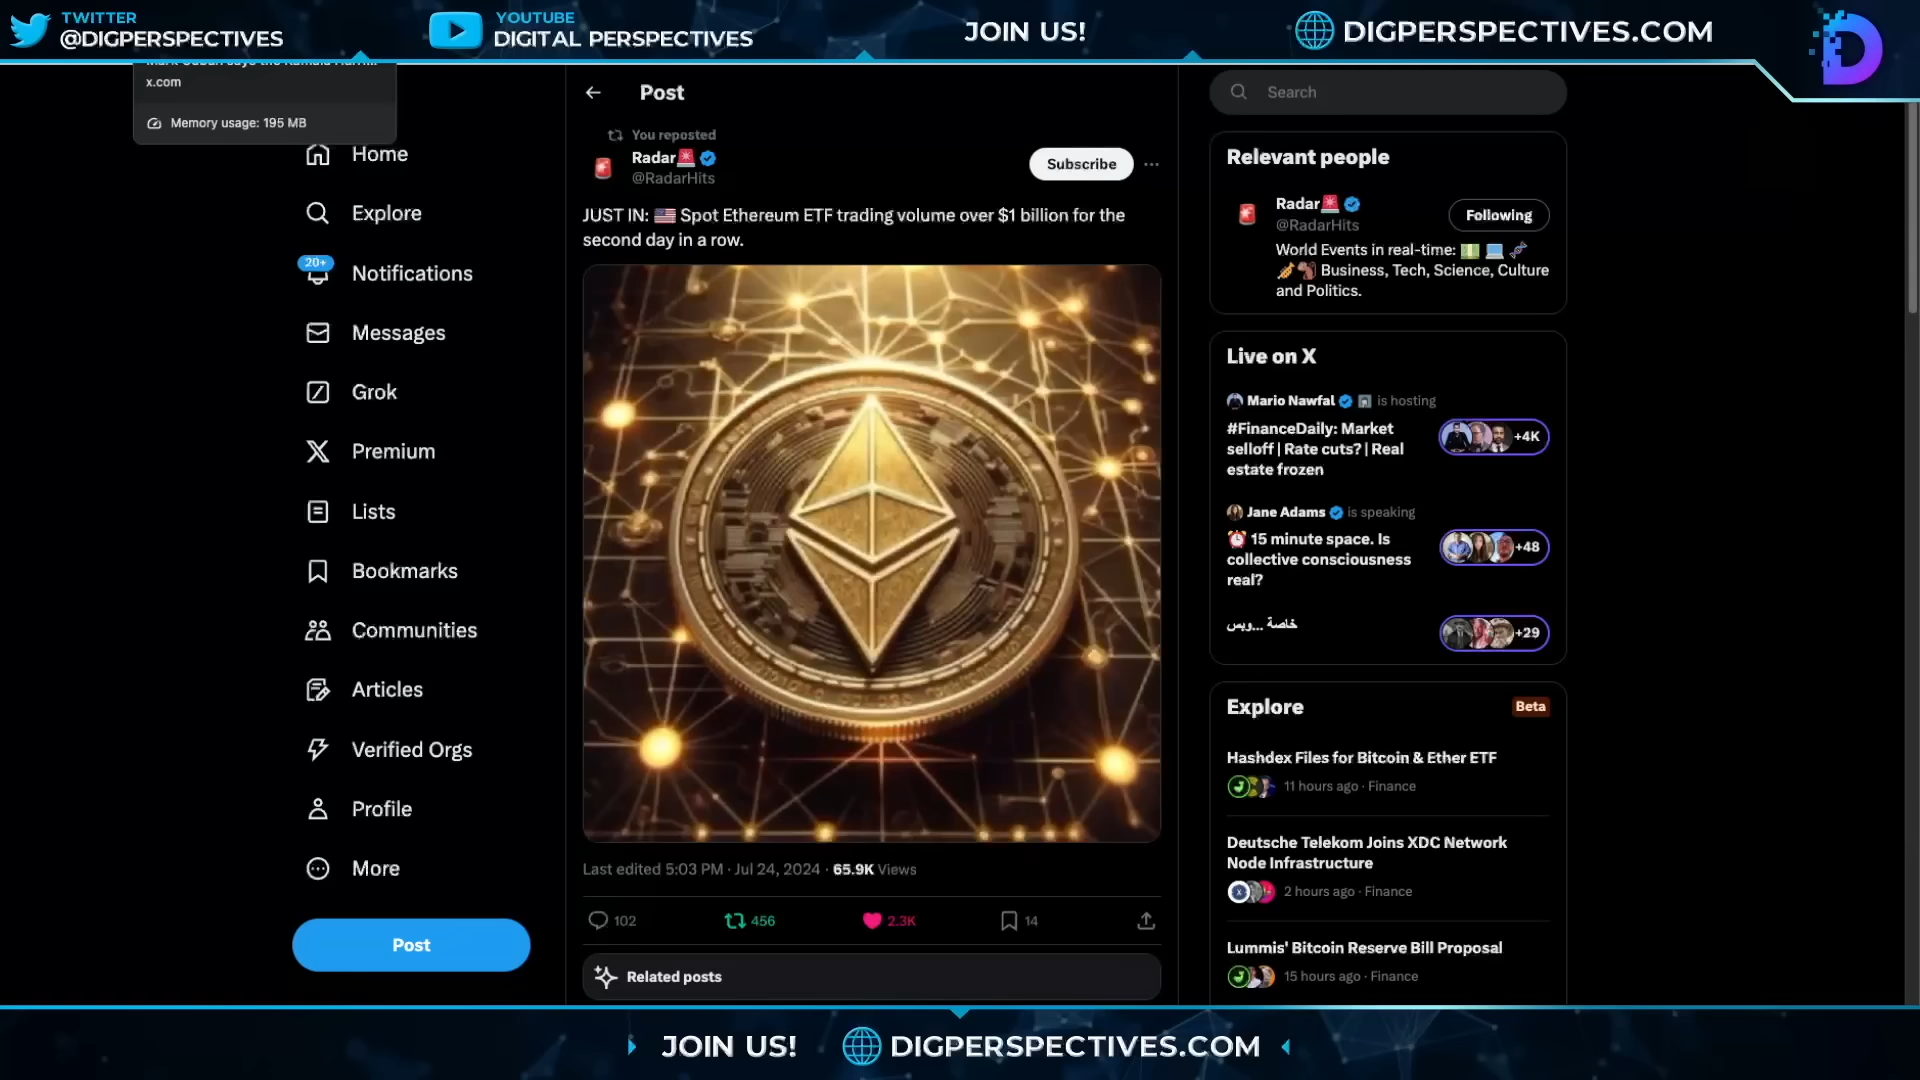 TWITTER
@DIGPERSPECTIVES
YOUTUBE
DIGITAL PERSPECTIVES
JOIN US!
DIGPERSPECTIVES.COM
x.com
Memory usage: 195 MB
Home
Explore
20+
Notifications
Messages
Grok
Premium
Lists
Bookmarks
Communities
Articles
Verified Orgs
Profile
More
Post
Post
You reposted
Radar
@RadarHits
Subscribe
JUST IN: 🇺🇸 Spot Ethereum ETF trading volume over $1 billion for the
second day in a row.
Last edited 5:03 PM · Jul 24, 2024 · 65.9K Views
102
456
2.3K
14
Related posts
Search
Relevant people
Radar
@RadarHits
Following
World Events in real-time:
Business, Tech, Science, Culture
and Politics.
Live on X
Mario Nawfal is hosting
#FinanceDaily: Market
selloff | Rate cuts? | Real
estate frozen
+4K
Jane Adams is speaking
15 minute space. Is
collective consciousness
real?
+48
خاصة ...وبس
+29
Explore
Beta
Hashdex Files for Bitcoin & Ether ETF
11 hours ago · Finance
Deutsche Telekom Joins XDC Network
Node Infrastructure
2 hours ago · Finance
Lummis' Bitcoin Reserve Bill Proposal
15 hours ago · Finance
JOIN US!
DIGPERSPECTIVES.COM